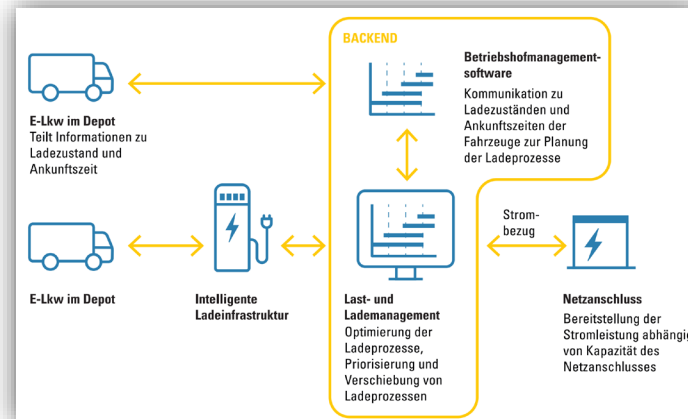 BACKEND
Betriebshofmanagement-
software
Kommunikation zu
Ladezuständen und
Ankunftszeiten der
Fahrzeuge zur Planung
der Ladeprozesse
E-Lkw im Depot
Teilt Informationen zu
Ladezustand und
Ankunftszeit
Strom-
bezug
E-Lkw im Depot
Intelligente
Ladeinfrastruktur
Last- und
Lademanagement
Optimierung der
Ladeprozesse,
Priorisierung und
Verschiebung von
Ladeprozessen
Netzanschluss
Bereitstellung der
Stromleistung abhängig
von Kapazität des
Netzanschlusses